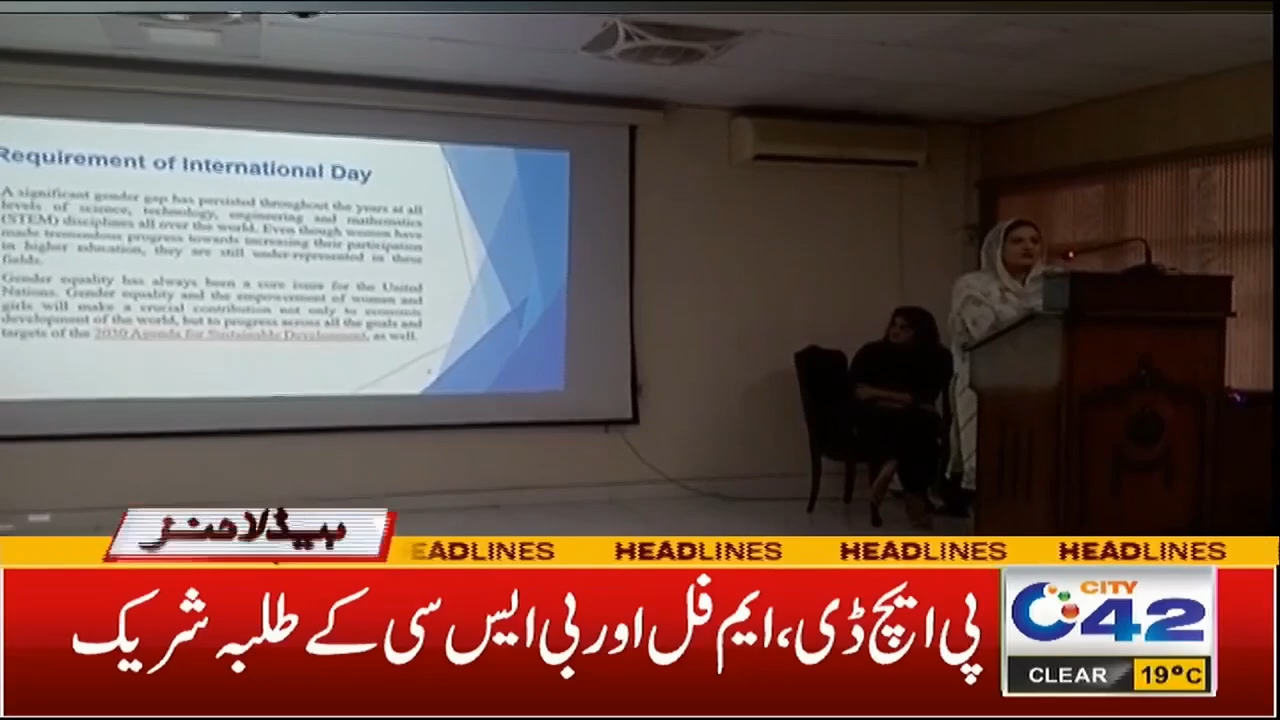 Requirement of International Day
A significant gender gap has persisted throughout the years at all
levels of science, technology, engineering and mathematics
(STEM) disciplines all over the world. Even though women have
made tremendous progress towards increasing their participation
in higher education, they are still under-represented in these
fields.
Gender equality has always been a core issue for the United
Nations. Gender equality and the empowerment of women and
girls will make a crucial contribution not only to economic
development of the world, but to progress across all the goals and
targets of the 2030 Agenda for Sustainable Development, as well.
ہیڈلائنز
EADLINES HEADLINES HEADLINES HEADLINES
پی ایچ ڈی، ایم فل اور بی ایس سی کے طلبہ شریک
CITY
42
CLEAR 19°C